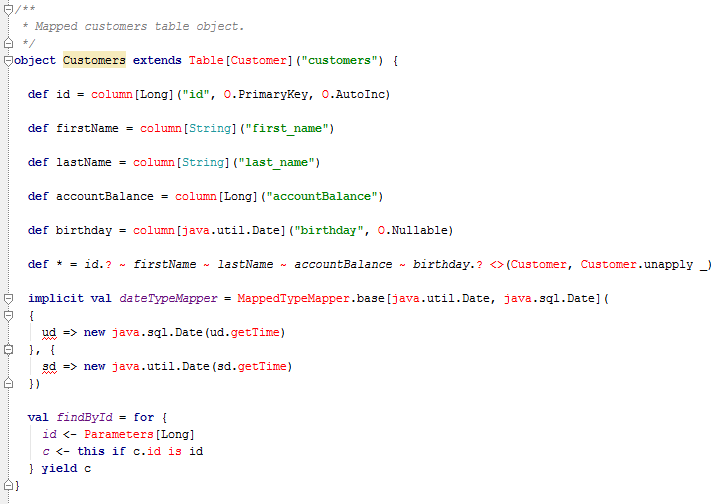 /**
 * Mapped customers table object.
 */
object Customers extends Table[Customer]("customers") {
  def id = column[Long]("id", O.PrimaryKey, O.AutoInc)
  def firstName = column[String]("first_name")
  def lastName = column[String]("last_name")
  def accountBalance = column[Long]("accountBalance")
  def birthday = column[java.util.Date]("birthday", O.Nullable)
  def * = id.? ~ firstName ~ lastName ~ accountBalance ~ birthday.? <>(Customer, Customer.unapply _)
  implicit val dateTypeMapper = MappedTypeMapper.base[java.util.Date, java.sql.Date](
  {
    ud => new java.sql.Date(ud.getTime)
  }, {
    sd => new java.util.Date(sd.getTime)
  })
  val findById = for {
    id <- Parameters[Long]
    c <- this if c.id is id
  } yield c
}